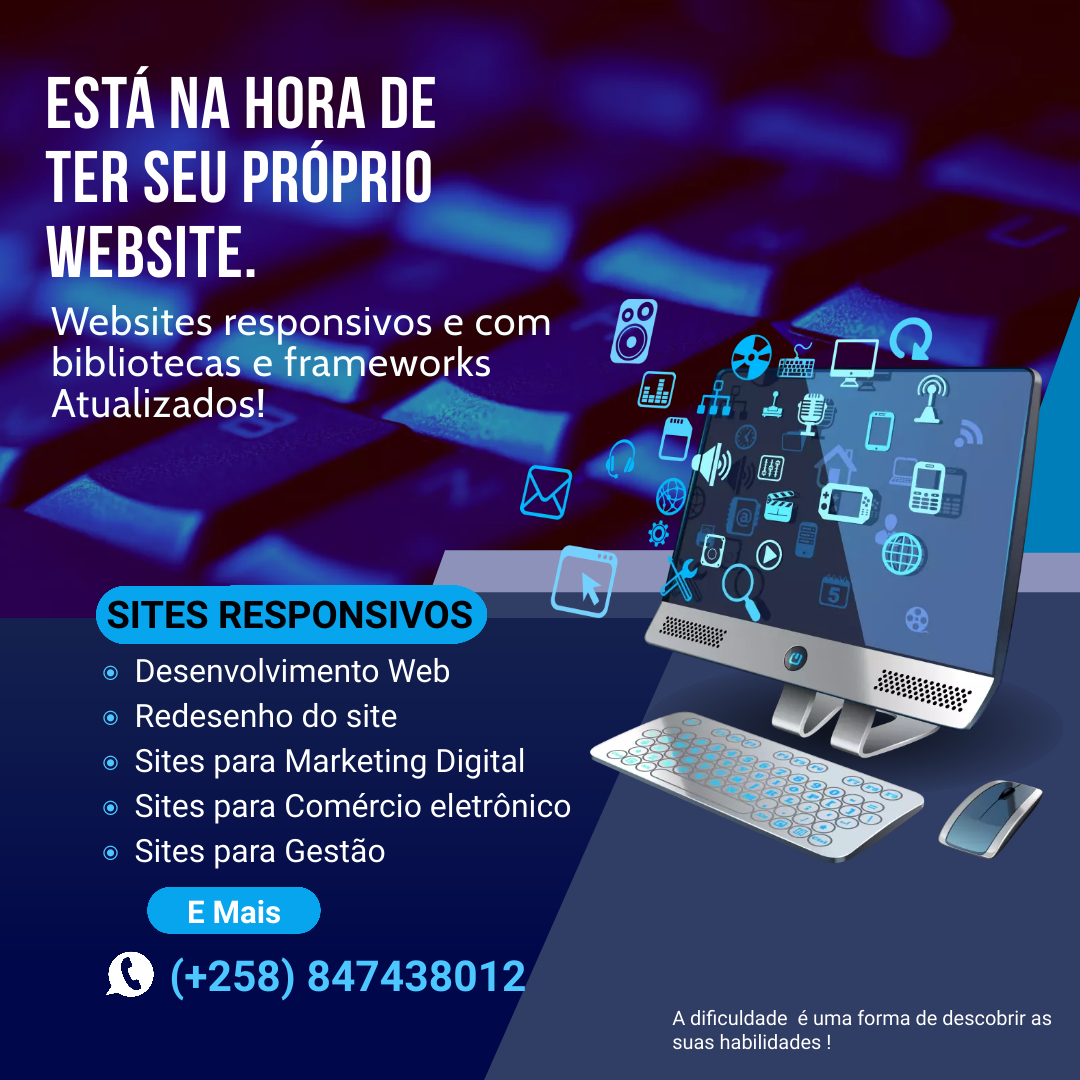 ESTÁ NA HORA DE
TER SEU PRÓPRIO
WEBSITE.
Websites responsivos e com
bibliotecas e frameworks
Atualizados!
SITES RESPONSIVOS
Desenvolvimento Web
Redesenho do site
Sites para Marketing Digital
Sites para Comércio eletrônico
Sites para Gestão
E Mais
(+258) 847438012
A dificuldade  é uma forma de descobrir as
suas habilidades !